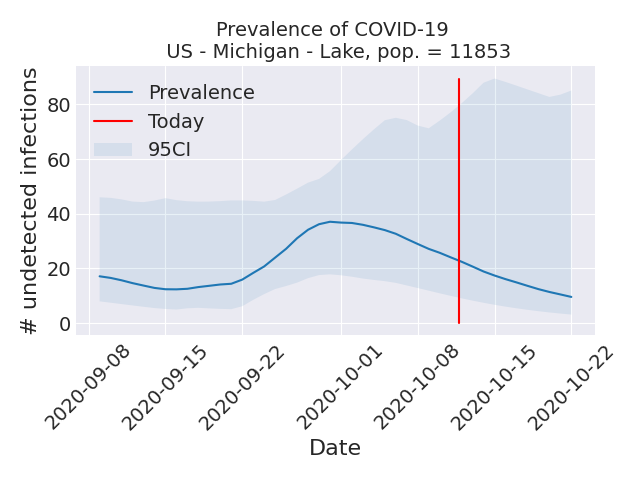 Prevalence of COVID-19
US - Michigan - Lake, pop. = 11853
# undetected infections
80
60
40
20
0
Prevalence
Today
95CI
2020-09-08
2020-09-15
2020-09-22
2020-10-01
2020-10-08
2020-10-15
2020-10-22
Date